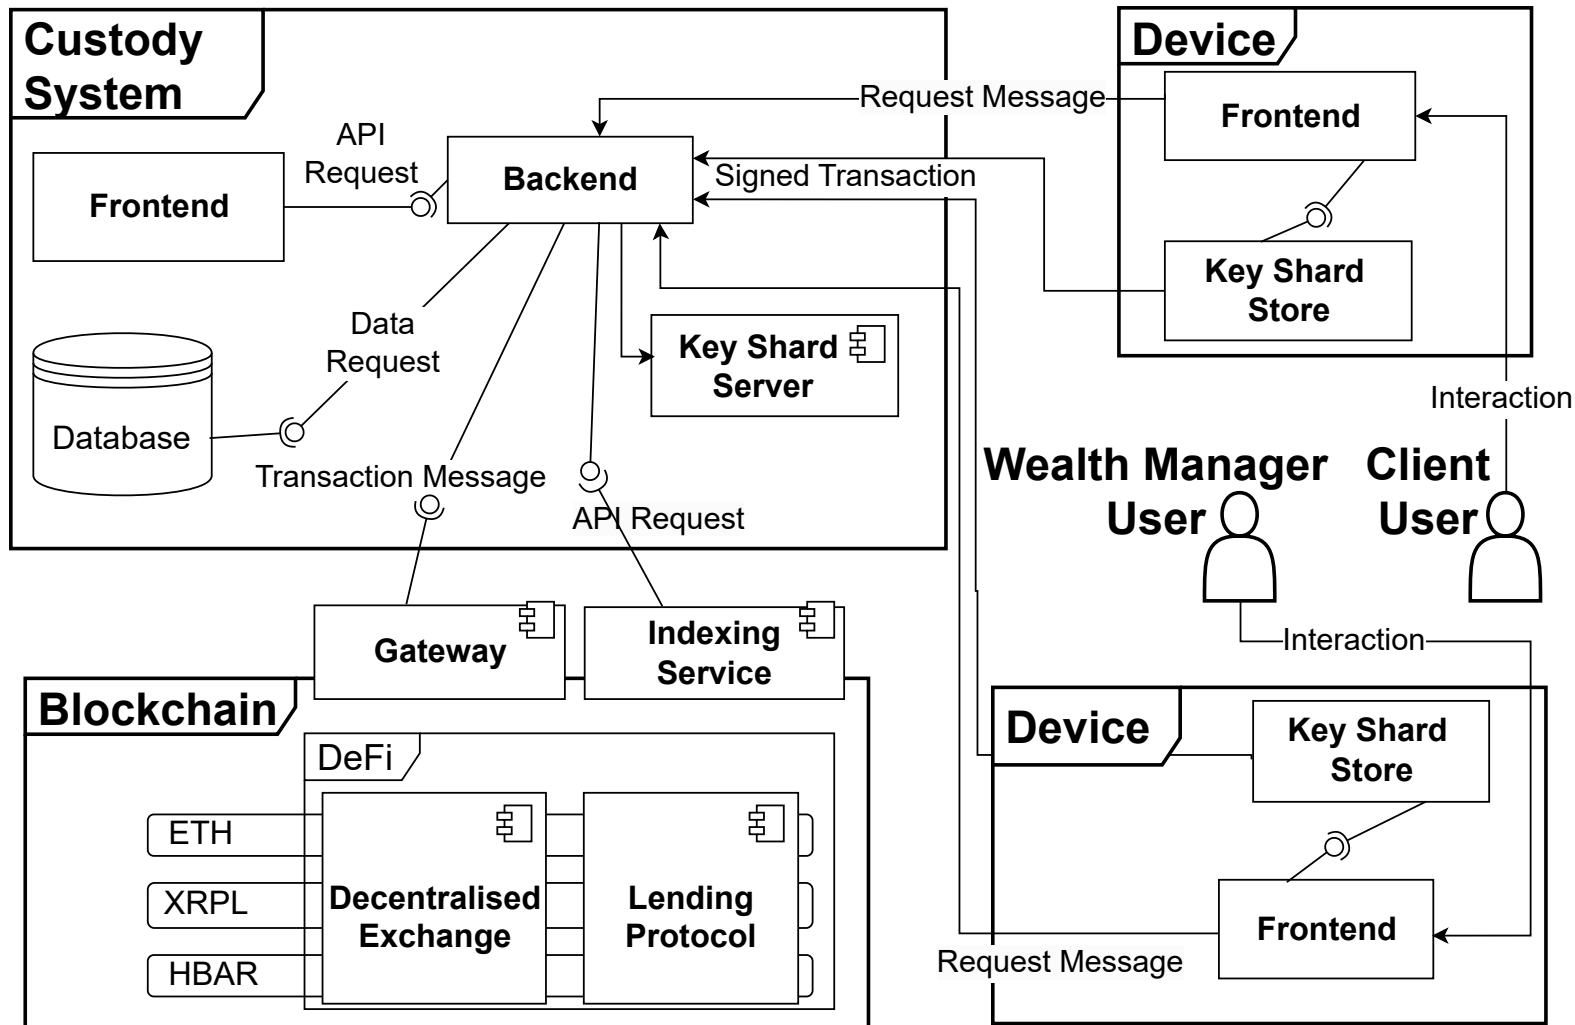 Custody
System
Device
Request Message
Frontend
API
Request
Backend
Signed Transaction
Frontend
Key Shard
Store
Data
Request
Key Shard
Server
Database
Interaction
Transaction Message
API Request
Wealth Manager
User
Client
User
Gateway
Indexing
Service
Interaction
Blockchain
Device
Key Shard
Store
DeFi
ETH
XRPL
HBAR
Decentralised
Exchange
Lending
Protocol
Frontend
Request Message